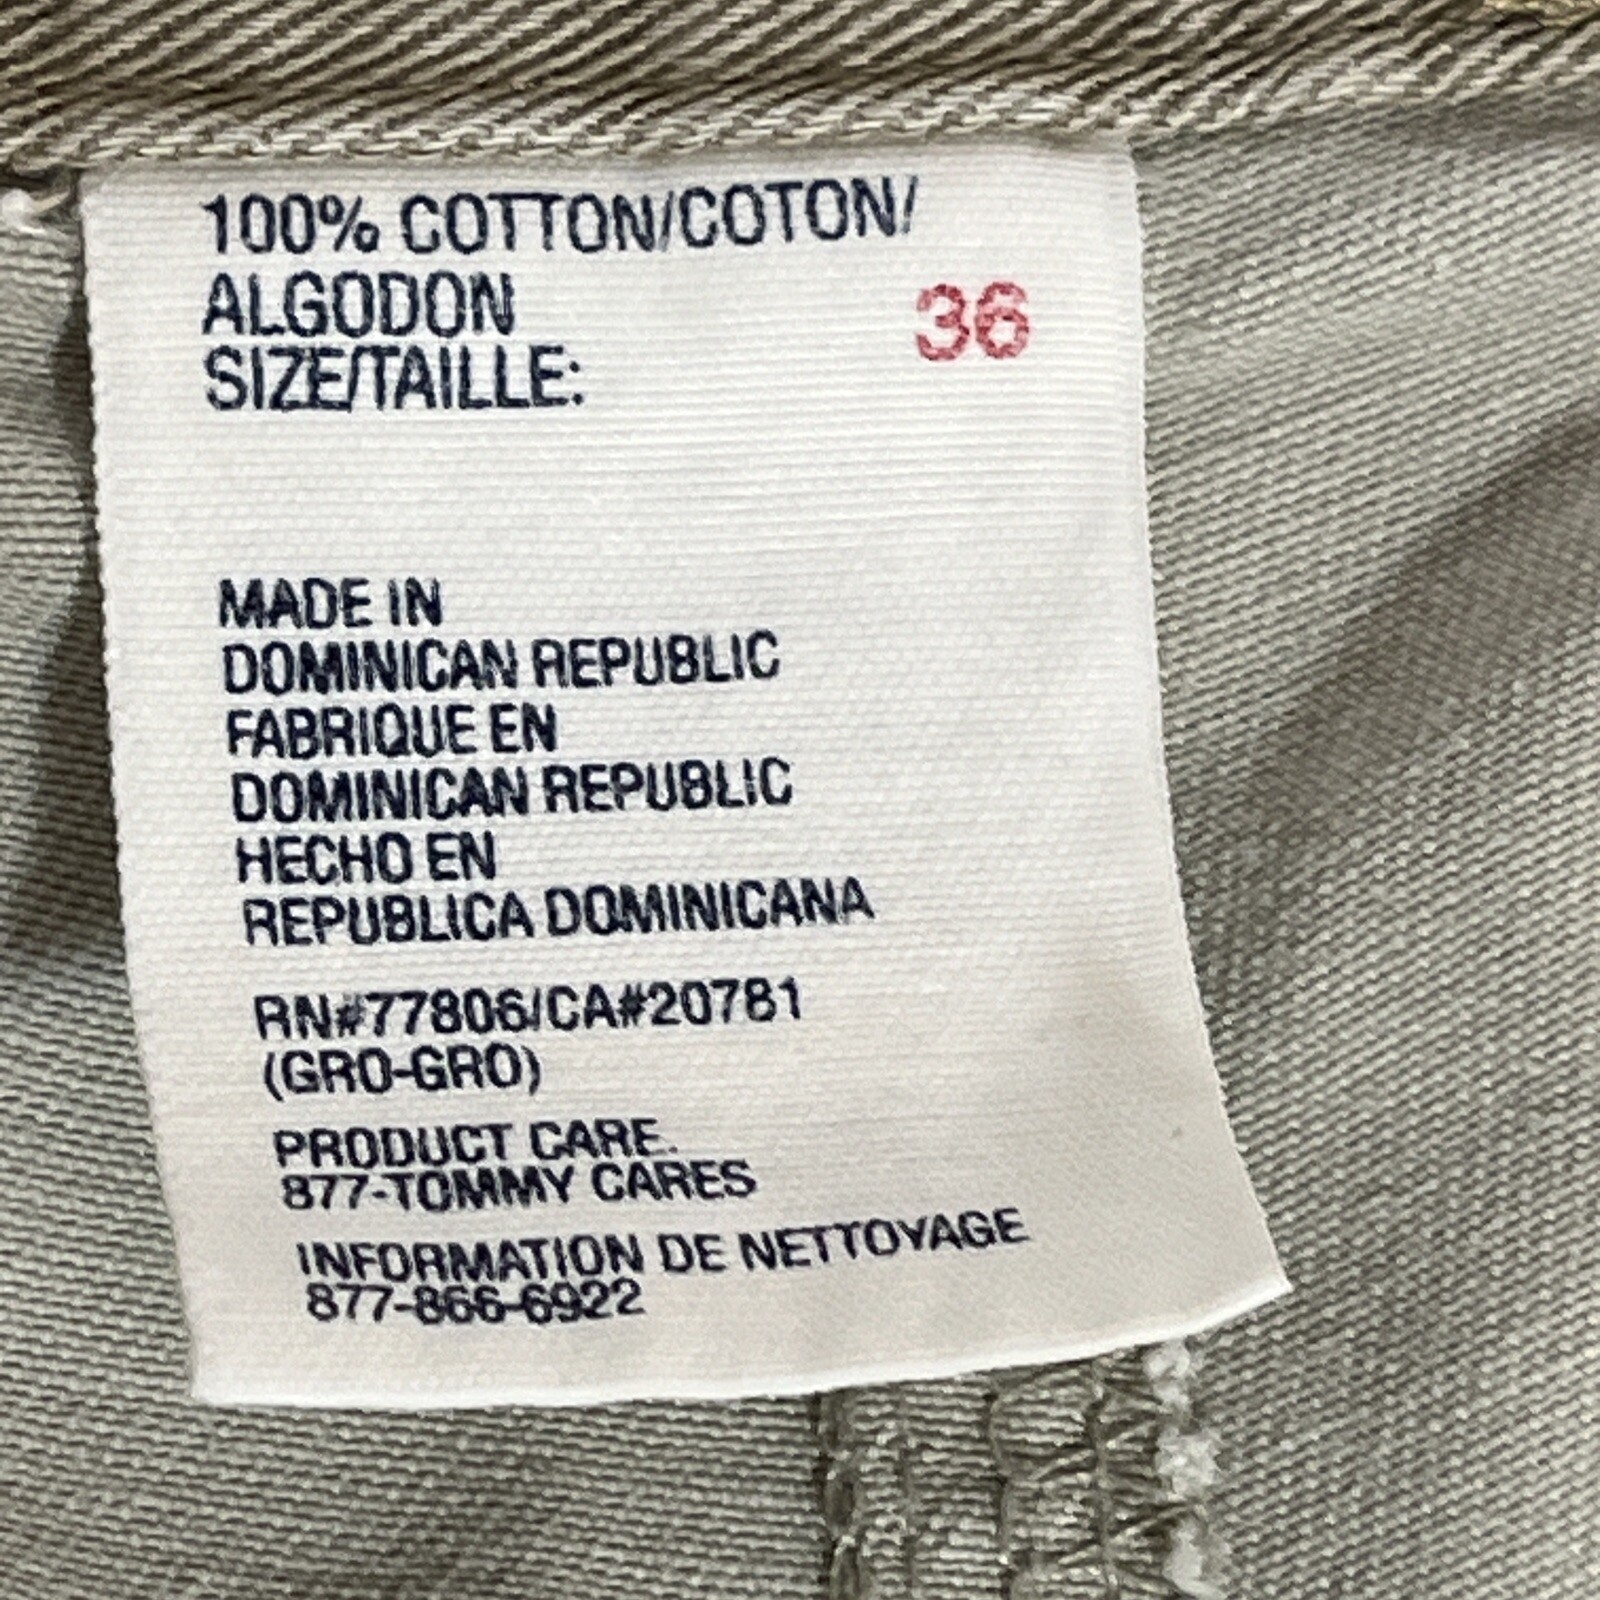 100% COTTON/COTON/
ALGODON
36
SIZE/TAILLE:
MADE IN
DOMINICAN REPUBLIC
FABRIQUE EN
DOMINICAN REPUBLIC
HECHO EN
REPUBLICA DOMINICANA
RN#77806/CA#20781
(GRO-GRO)
PRODUCT CARE.
877-TOMMY CARES
INFORMATION DE NETTOYAGE
877-866-6922